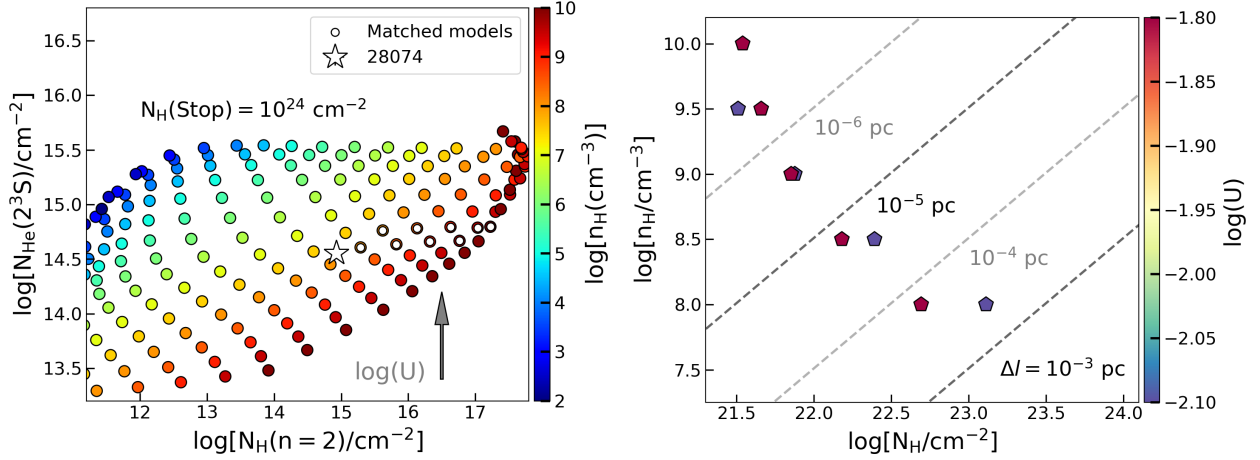 16.5
16.0
15.5
15.0
14.5
14.0
13.5
log[N_He(2³S)/cm⁻²]
Matched models
28074
N_H(Stop) = 10²⁴ cm⁻²
log(U)
12 13 14 15 16 17
log[N_H(n = 2)/cm⁻²]
10
9
8
7
6
5
4
3
2
log[n_H(cm⁻³)]
10.0
9.5
9.0
8.5
8.0
7.5
log[n_H/cm⁻³]
10⁻⁶ pc
10⁻⁵ pc
10⁻⁴ pc
Δl = 10⁻³ pc
21.5 22.0 22.5 23.0 23.5 24.0
log[N_H/cm⁻²]
−1.80
−1.85
−1.90
−1.95
−2.00
−2.05
−2.10
log(U)